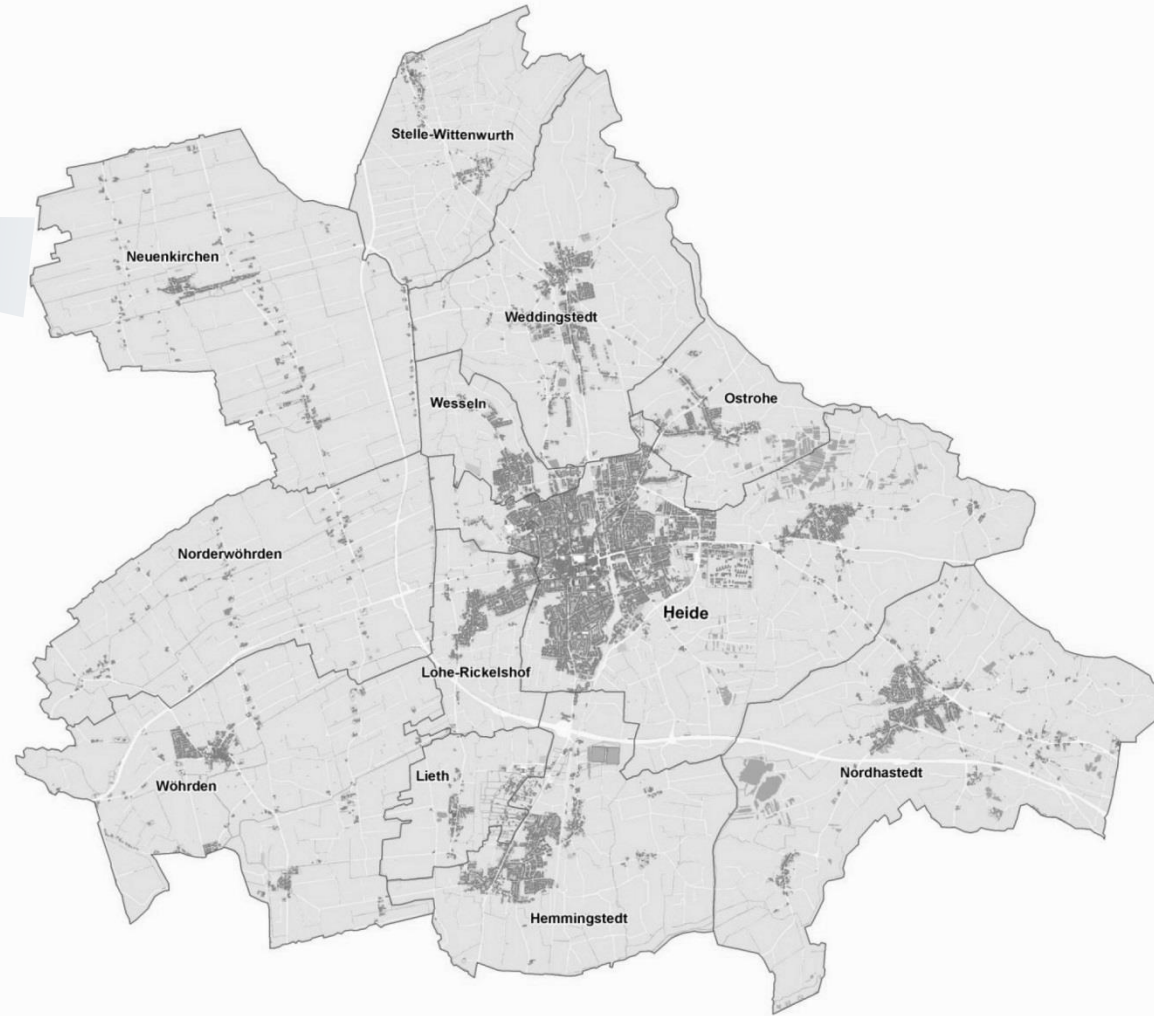 Stelle-Wittenwurth
Neuenkirchen
Weddingstedt
Wesseln
Ostrohe
Norderwöhrden
Heide
Lohe-Rickelshof
Lieth
Nordhastedt
Wöhrden
Hemmingstedt